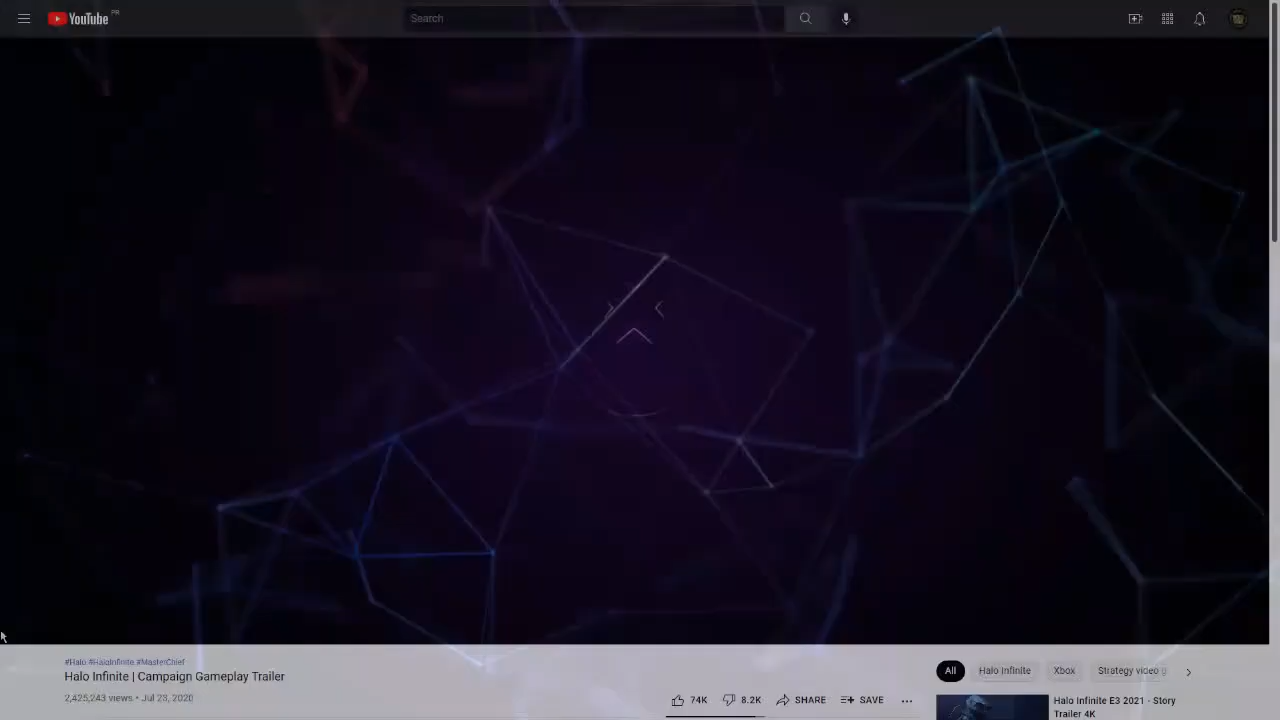 YouTube PR
Search
#Halo #HaloInfinite #MasterChief
Halo Infinite | Campaign Gameplay Trailer
2,425,243 views • Jul 23, 2020
74K
8.2K
SHARE
SAVE
All
Halo Infinite
Xbox
Strategy video g
Halo Infinite E3 2021 - Story
Trailer 4K